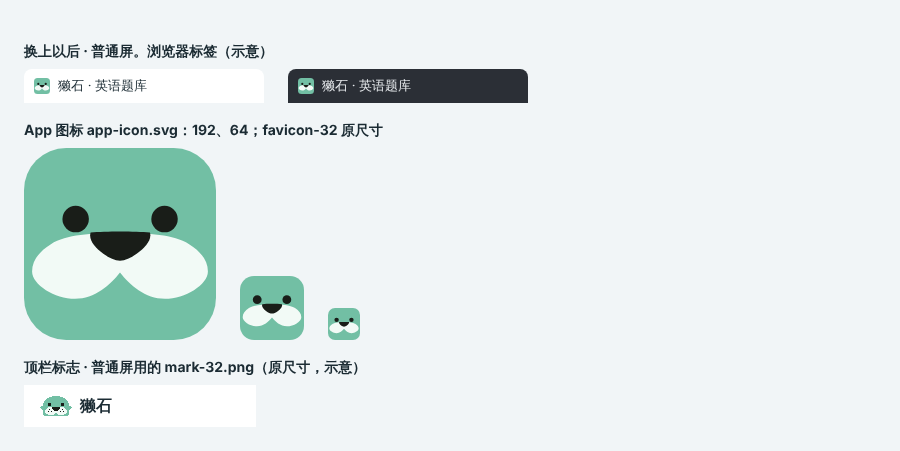 换上以后 · 普通屏。浏览器标签（示意）
獭石 · 英语题库
獭石 · 英语题库
App 图标 app-icon.svg：192、64；favicon-32 原尺寸
顶栏标志 · 普通屏用的 mark-32.png（原尺寸，示意）
獭石